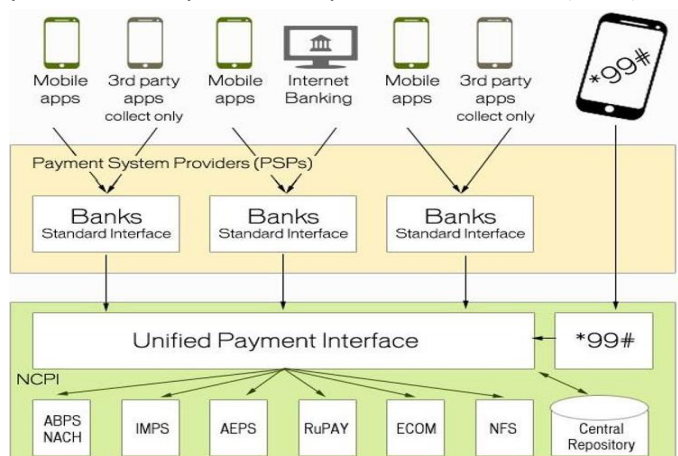 Mobile apps
3rd party apps collect only
Mobile apps
Internet Banking
Mobile apps
3rd party apps collect only
*99#
Payment System Providers (PSPs)
Banks
Standard Interface
Banks
Standard Interface
Banks
Standard Interface
Unified Payment Interface
*99#
NCPI
ABPS
NACH
IMPS
AEPS
RuPAY
ECOM
NFS
Central
Repository